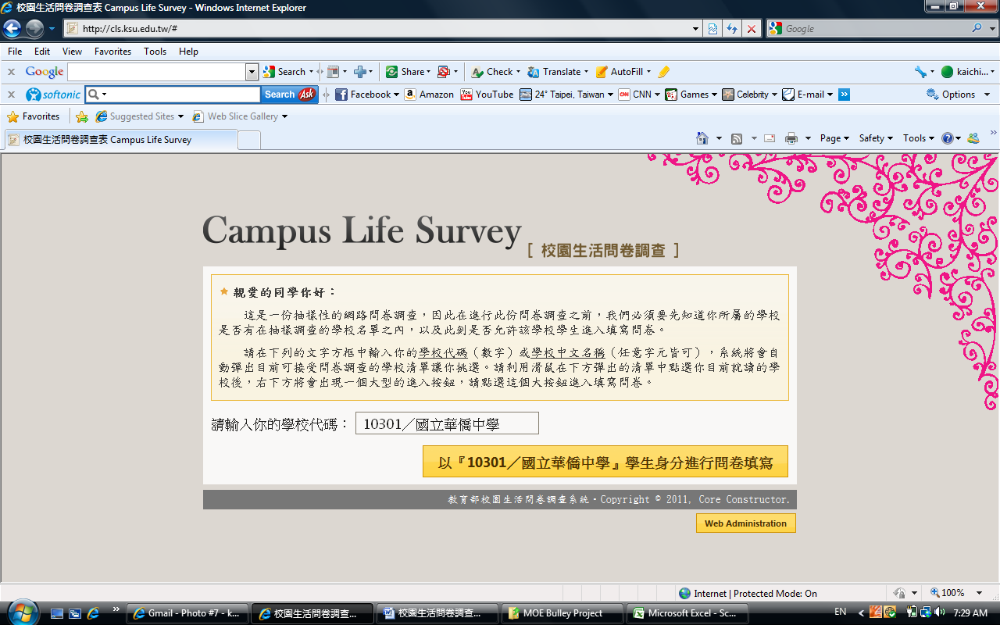 校園生活問卷調查表 Campus Life Survey - Windows Internet Explorer
http://cls.ksu.edu.tw/#
Google
File Edit View Favorites Tools Help
x Google Search Share Check Translate AutoFill kaichi...
x softonic Search Ask Facebook Amazon YouTube 24° Taipei, Taiwan CNN Games Celebrity E-mail » Options
Favorites Suggested Sites Web Slice Gallery
校園生活問卷調查表 Campus Life Survey Page Safety Tools »
Campus Life Survey
[ 校園生活問卷調查 ]
親愛的同學你好：
這是一份抽樣性的網路問卷調查，因此在進行此份問卷調查之前，我們必須要先知道你所屬的學校
是否有在抽樣調查的學校名單之內，以及此刻是否允許該學校學生進入填寫問卷。
請在下列的文字方框中輸入你的學校代碼（數字）或學校中文名稱（任意字元皆可），系統將會自
動彈出目前可接受問卷調查的學校清單讓你挑選。請利用滑鼠在下方彈出的清單中點選你目前就讀的學
校後，右下方將會出現一個大型的進入按鈕，請點選這個大按鈕進入填寫問卷。
請輸入你的學校代碼： 10301／國立華僑中學
以『10301／國立華僑中學』學生身分進行問卷填寫
教育部校園生活問卷調查系統‧Copyright © 2011, Core Constructor.
Web Administration
Internet | Protected Mode: On 100%
» Gmail - Photo #7 - k... 校園生活問卷調查... 校園生活問卷調查... MOE Bulley Project Microsoft Excel - Sc... EN 7:29 AM